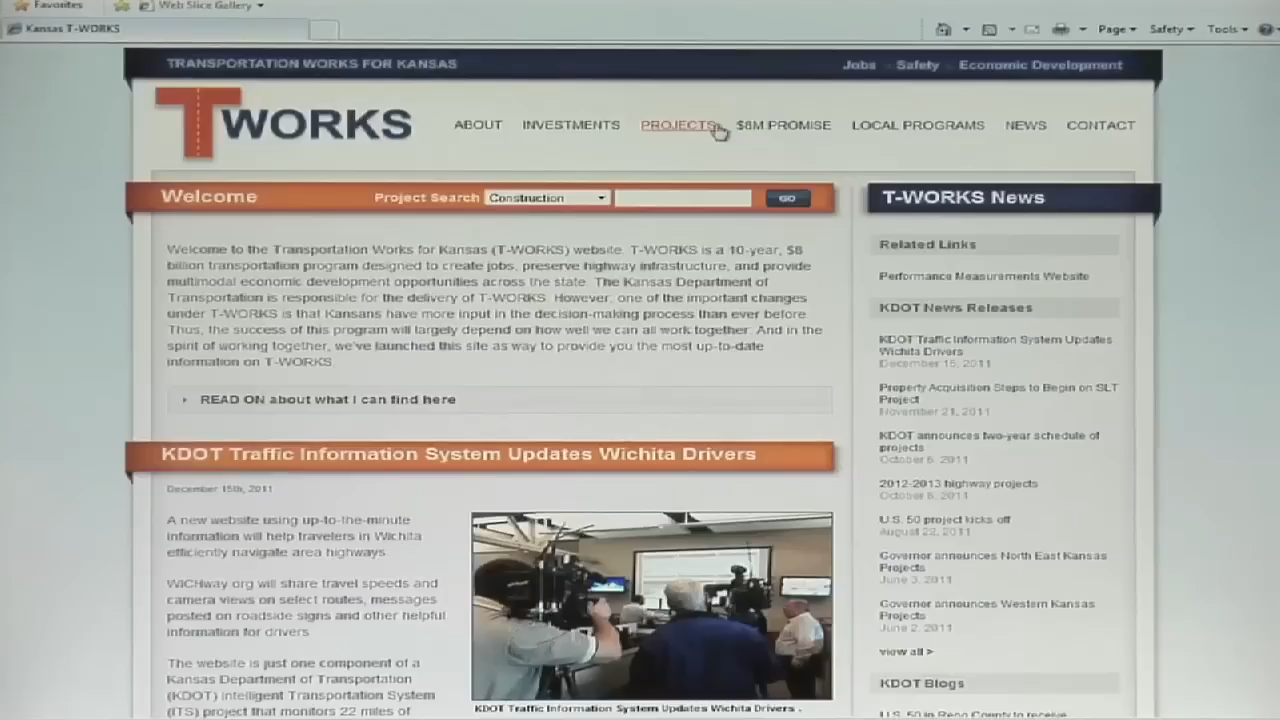 Favorites
Web Slice Gallery
Kansas T-WORKS
Page
Safety
Tools
TRANSPORTATION WORKS FOR KANSAS
Jobs Safety Economic Development
T WORKS
ABOUT INVESTMENTS PROJECTS $8M PROMISE LOCAL PROGRAMS NEWS CONTACT
Welcome
Project Search Construction GO
Welcome to the Transportation Works for Kansas (T-WORKS) website. T-WORKS is a 10-year, $8
billion transportation program designed to create jobs, preserve highway infrastructure, and provide
multimodal economic development opportunities across the state. The Kansas Department of
Transportation is responsible for the delivery of T-WORKS. However, one of the important changes
under T-WORKS is that Kansans have more input in the decision-making process than ever before.
Thus, the success of this program will largely depend on how well we can all work together. And in the
spirit of working together, we've launched this site as way to provide you the most up-to-date
information on T-WORKS.
READ ON about what I can find here
KDOT Traffic Information System Updates Wichita Drivers
December 15th, 2011
A new website using up-to-the-minute
information will help travelers in Wichita
efficiently navigate area highways.
WICHway.org will share travel speeds and
camera views on select routes, messages
posted on roadside signs and other helpful
information for drivers
The website is just one component of a
Kansas Department of Transportation
(KDOT) Intelligent Transportation System
(ITS) project that monitors 22 miles of
KDOT Traffic Information System Updates Wichita Drivers .
T-WORKS News
Related Links
Performance Measurements Website
KDOT News Releases
KDOT Traffic Information System Updates
Wichita Drivers
December 15, 2011
Property Acquisition Steps to Begin on SLT
Project
November 21, 2011
KDOT announces two-year schedule of
projects
October 6, 2011
2012-2013 highway projects
October 6, 2011
U.S. 50 project kicks off
August 22, 2011
Governor announces North East Kansas
Projects
June 3, 2011
Governor announces Western Kansas
Projects
June 2, 2011
view all >
KDOT Blogs
U.S. 50 in Reno County to receive